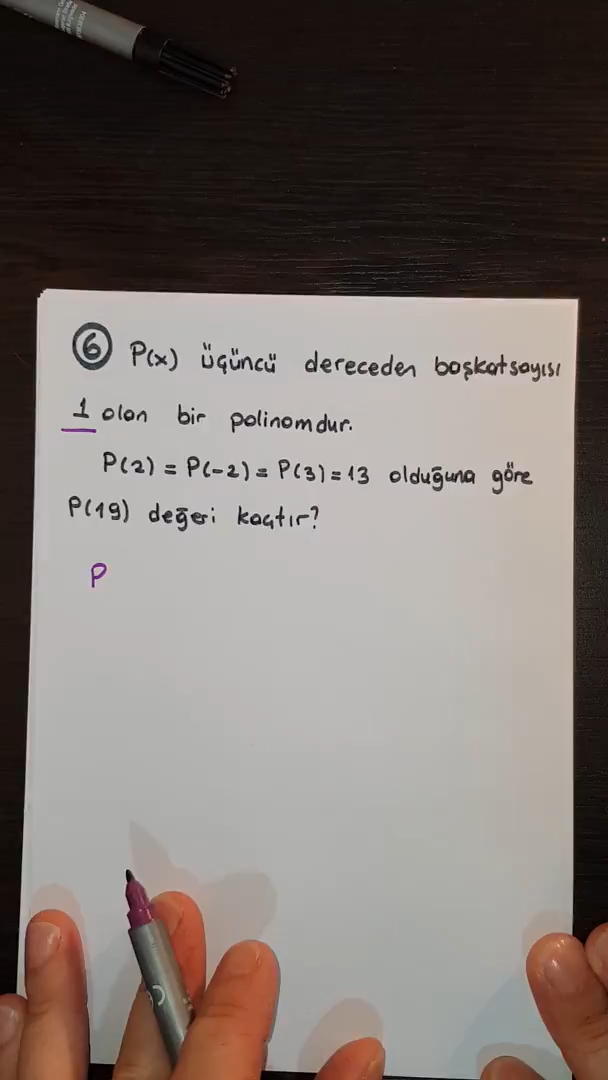 6 P(x) üçüncü dereceden başkatsayısı
1 olan bir polinomdur.
P(2) = P(-2) = P(3) = 13 olduğuna göre
P(19) değeri kaçtır?
P